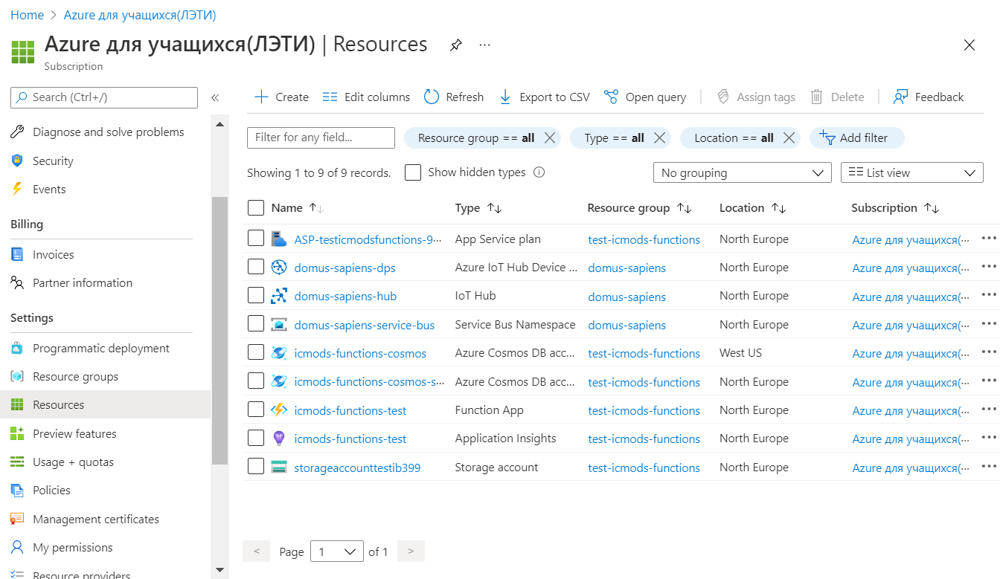 Home > Azure для учащихся(ЛЭТИ)
Azure для учащихся(ЛЭТИ) | Resources ...
Subscription
Search (Ctrl+/) «
Diagnose and solve problems
Security
Events
Billing
Invoices
Partner information
Settings
Programmatic deployment
Resource groups
Resources
Preview features
Usage + quotas
Policies
Management certificates
My permissions
Resource providers
Create Edit columns Refresh Export to CSV Open query Assign tags Delete Feedback
Filter for any field... Resource group == all Type == all Location == all Add filter
Showing 1 to 9 of 9 records. Show hidden types No grouping List view
Name Type Resource group Location Subscription
ASP-testicmodsfunctions-9... App Service plan test-icmods-functions North Europe Azure для учащихся(... ...
domus-sapiens-dps Azure IoT Hub Device ... domus-sapiens North Europe Azure для учащихся(... ...
domus-sapiens-hub IoT Hub domus-sapiens North Europe Azure для учащихся(... ...
domus-sapiens-service-bus Service Bus Namespace domus-sapiens North Europe Azure для учащихся(... ...
icmods-functions-cosmos Azure Cosmos DB acc... test-icmods-functions West US Azure для учащихся(... ...
icmods-functions-cosmos-s... Azure Cosmos DB acc... test-icmods-functions North Europe Azure для учащихся(... ...
icmods-functions-test Function App test-icmods-functions North Europe Azure для учащихся(... ...
icmods-functions-test Application Insights test-icmods-functions North Europe Azure для учащихся(... ...
storageaccounttestib399 Storage account test-icmods-functions North Europe Azure для учащихся(... ...
< Page 1 of 1 >